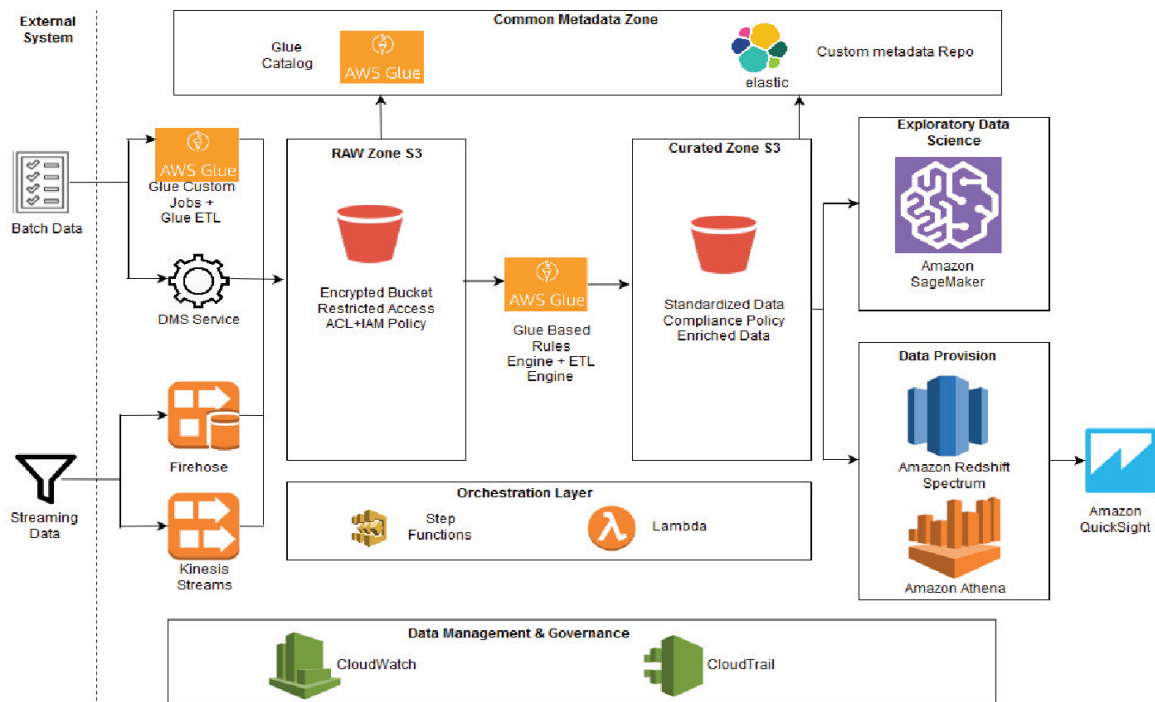 External
System
Common Metadata Zone
Glue
Catalog
AWS Glue
elastic
Custom metadata Repo
Batch Data
AWS Glue
Glue Custom
Jobs +
Glue ETL
DMS Service
RAW Zone S3
Encrypted Bucket
Restricted Access
ACL+IAM Policy
AWS Glue
Glue Based
Rules
Engine + ETL
Engine
Curated Zone S3
Standardized Data
Compliance Policy
Enriched Data
Exploratory Data
Science
Amazon
SageMaker
Data Provision
Amazon Redshift
Spectrum
Amazon Athena
Amazon
QuickSight
Streaming
Data
Firehose
Kinesis
Streams
Orchestration Layer
Step
Functions
Lambda
Data Management & Governance
CloudWatch
CloudTrail